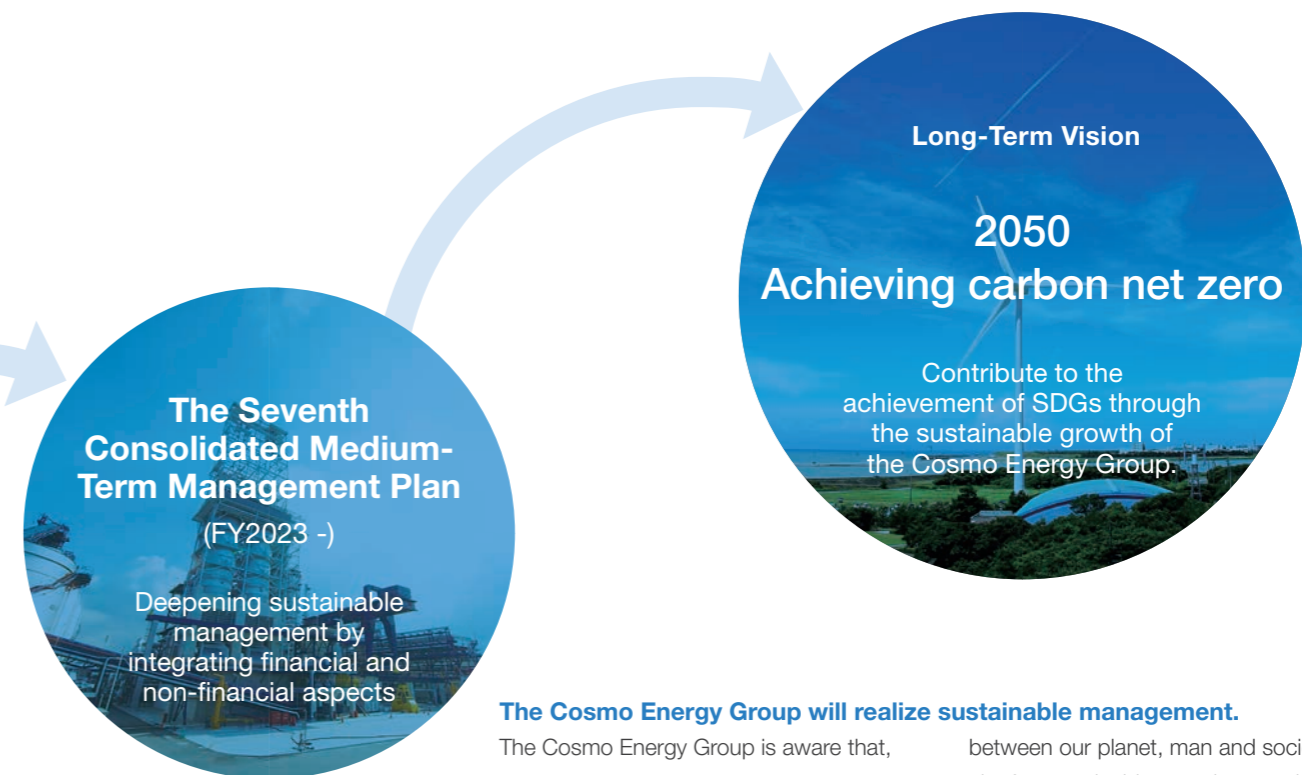 Long-Term Vision
2050
Achieving carbon net zero
Contribute to the
achievement of SDGs through
the sustainable growth of
the Cosmo Energy Group.
The Seventh
Consolidated Medium-
Term Management Plan
(FY2023 -)
Deepening sustainable
management by
integrating financial and
non-financial aspects
The Cosmo Energy Group will realize sustainable management.
The Cosmo Energy Group is aware that,
between our planet, man and soci